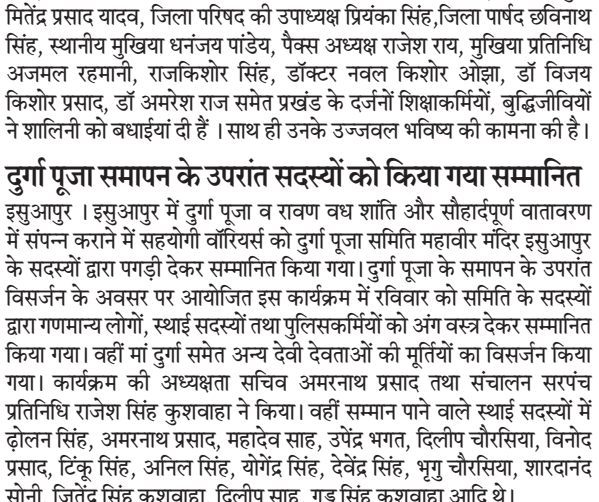 मितेंद्र प्रसाद यादव, जिला परिषद की उपाध्यक्ष प्रियंका सिंह,जिला पार्षद छविनाथ
सिंह, स्थानीय मुखिया धनंजय पांडेय, पैक्स अध्यक्ष राजेश राय, मुखिया प्रतिनिधि
अजमल रहमानी, राजकिशोर सिंह, डॉक्टर नवल किशोर ओझा, डॉ विजय
किशोर प्रसाद, डॉ अमरेश राज समेत प्रखंड के दर्जनों शिक्षाकर्मियों, बुद्धिजीवियों
ने शालिनी को बधाईयां दी हैं । साथ ही उनके उज्जवल भविष्य की कामना की है।
दुर्गा पूजा समापन के उपरांत सदस्यों को किया गया सम्मानित
इसुआपुर । इसुआपुर में दुर्गा पूजा व रावण वध शांति और सौहार्दपूर्ण वातावरण
में संपन्न कराने में सहयोगी वॉरियर्स को दुर्गा पूजा समिति महावीर मंदिर इसुआपुर
के सदस्यों द्वारा पगड़ी देकर सम्मानित किया गया। दुर्गा पूजा के समापन के उपरांत
विसर्जन के अवसर पर आयोजित इस कार्यक्रम में रविवार को समिति के सदस्यों
द्वारा गणमान्य लोगों, स्थाई सदस्यों तथा पुलिसकर्मियों को अंग वस्त्र देकर सम्मानित
किया गया। वहीं मां दुर्गा समेत अन्य देवी देवताओं की मूर्तियों का विसर्जन किया
गया। कार्यक्रम की अध्यक्षता सचिव अमरनाथ प्रसाद तथा संचालन सरपंच
प्रतिनिधि राजेश सिंह कुशवाहा ने किया। वहीं सम्मान पाने वाले स्थाई सदस्यों में
ढ़ोलन सिंह, अमरनाथ प्रसाद, महादेव साह, उपेंद्र भगत, दिलीप चौरसिया, विनोद
प्रसाद, टिंकू सिंह, अनिल सिंह, योगेंद्र सिंह, देवेंद्र सिंह, भृगु चौरसिया, शारदानंद
सोनी, जितेंद्र सिंह कुशवाहा, दिलीप साह, गुड्डू सिंह कुशवाहा आदि थे।